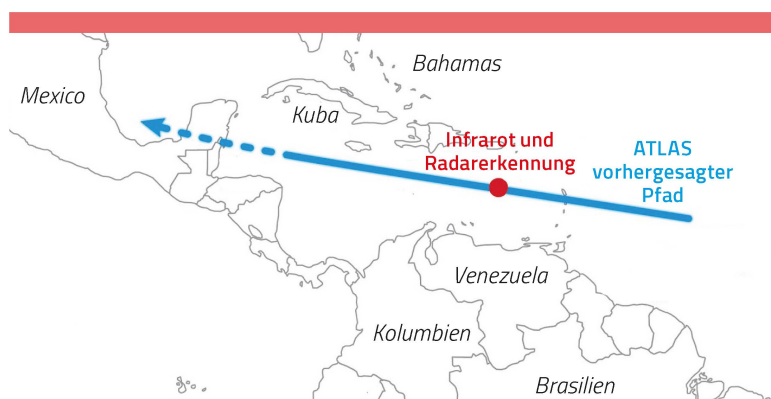 Bahamas
Mexico
Kuba
Infrarot und
Radarerkennung
ATLAS
vorhergesagter
Pfad
Venezuela
Kolumbien
Brasilien